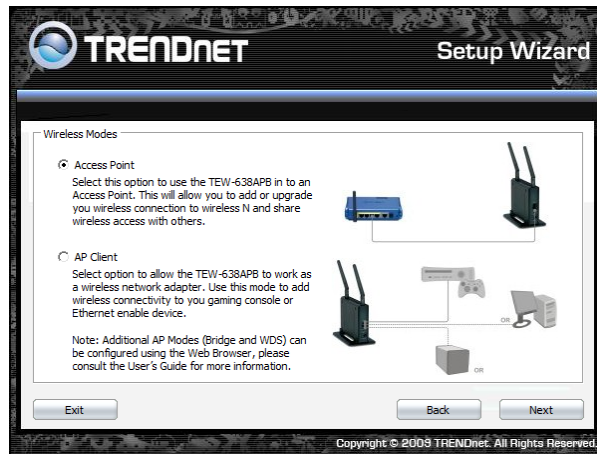 TRENDnet
Setup Wizard
Wireless Modes
Access Point
Select this option to use the TEW-638APB in to an
Access Point. This will allow you to add or upgrade
you wireless connection to wireless N and share
wireless access with others.
AP Client
Select option to allow the TEW-638APB to work as
a wireless network adapter. Use this mode to add
wireless connectivity to you gaming console or
Ethernet enable device.
Note: Additional AP Modes (Bridge and WDS) can
be configured using the Web Browser, please
consult the User's Guide for more information.
OR
OR
Exit
Back
Next
Copyright © 2009 TRENDnet. All Rights Reserved.